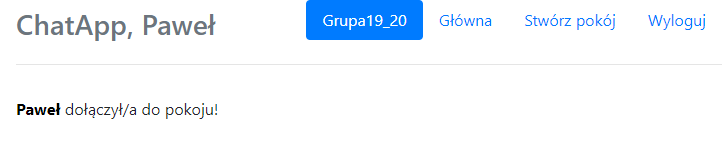 ChatApp, Paweł Grupa19_20 Główna Stwórz pokój Wyloguj
Paweł dołączył/a do pokoju!